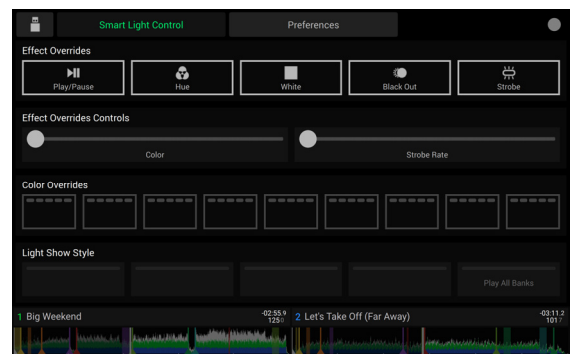 Smart Light Control
Preferences
Effect Overrides
Play/Pause
Hue
White
Black Out
Strobe
Effect Overrides Controls
Color
Strobe Rate
Color Overrides
Light Show Style
Play All Banks
1 Big Weekend
-02:55.9
125 0
2 Let's Take Off (Far Away)
-03:11.2
101 7